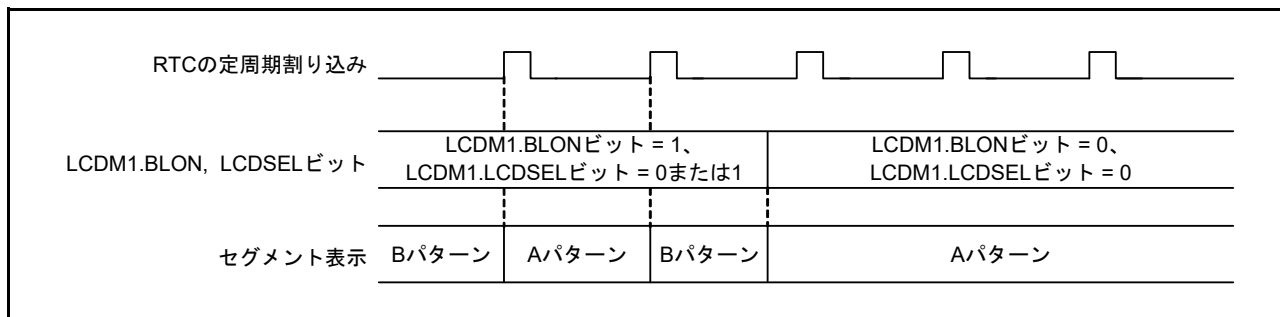 RTCの定周期割り込み
LCDM1.BLON, LCDSELビット
LCDM1.BLONビット = 1、
LCDM1.LCDSELビット = 0または1
LCDM1.BLONビット = 0、
LCDM1.LCDSELビット = 0
セグメント表示
Bパターン
Aパターン
Bパターン
Aパターン